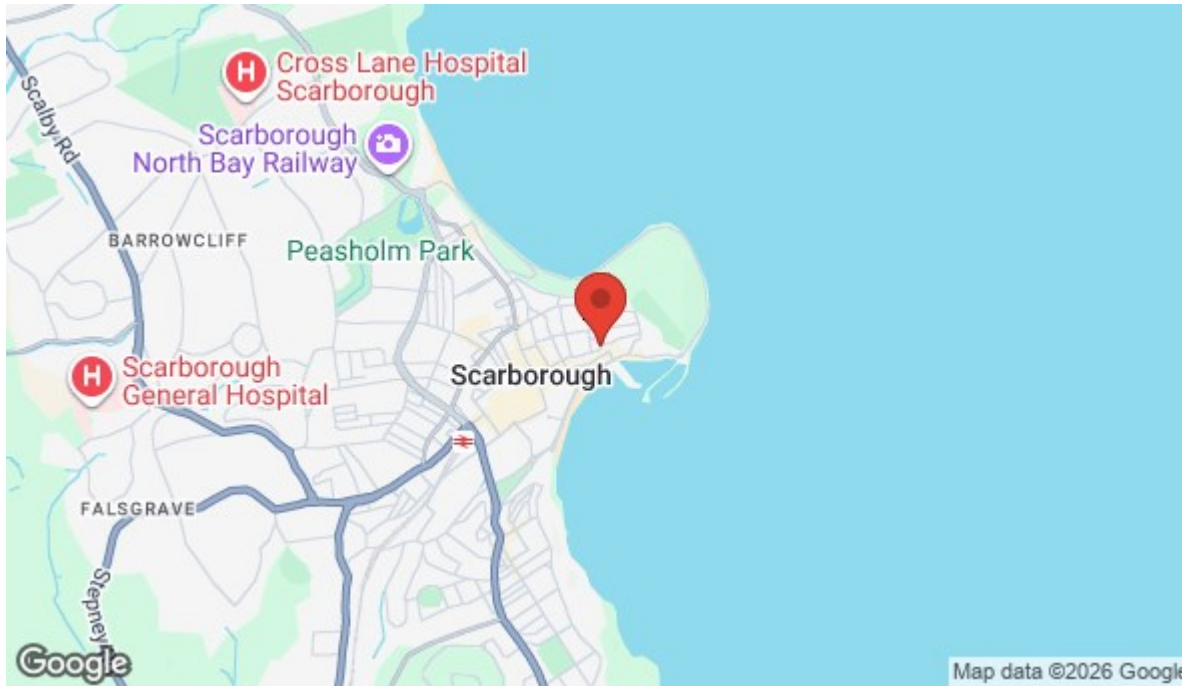 Cross Lane Hospital
Scarborough
Scalby Rd
Scarborough
North Bay Railway
BARROWCLIFF
Peasholm Park
Scarborough
Scarborough
General Hospital
FALSGRAVE
Stepney
Google
Map data ©2026 Google